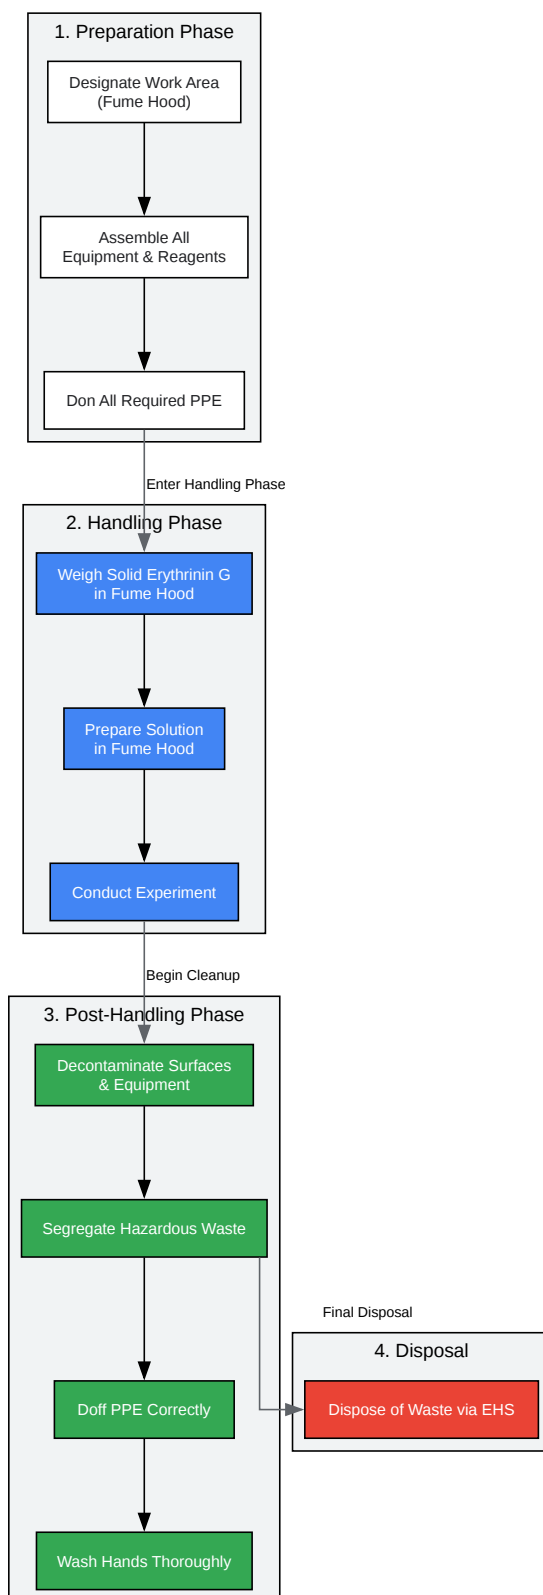 1. Preparation Phase
Designate Work Area
(Fume Hood)
Assemble All
Equipment & Reagents
Don All Required PPE
Enter Handling Phase
2. Handling Phase
Weigh Solid Erythrinin G
in Fume Hood
Prepare Solution
in Fume Hood
Conduct Experiment
Begin Cleanup
3. Post-Handling Phase
Decontaminate Surfaces
& Equipment
Segregate Hazardous Waste
Final Disposal
4. Disposal
Doff PPE Correctly
Dispose of Waste via EHS
Wash Hands Thoroughly